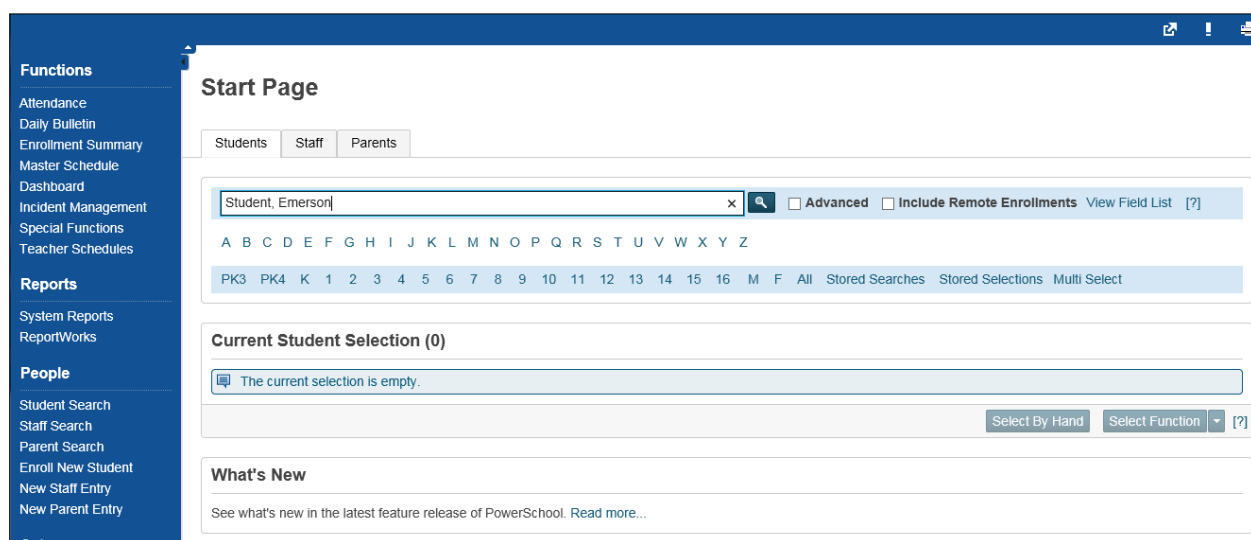 Functions
Attendance
Daily Bulletin
Enrollment Summary
Master Schedule
Dashboard
Incident Management
Special Functions
Teacher Schedules
Reports
System Reports
ReportWorks
People
Student Search
Staff Search
Parent Search
Enroll New Student
New Staff Entry
New Parent Entry
Start Page
Students Staff Parents
Student, Emerson
Advanced Include Remote Enrollments View Field List [?]
A B C D E F G H I J K L M N O P Q R S T U V W X Y Z
PK3 PK4 K 1 2 3 4 5 6 7 8 9 10 11 12 13 14 15 16 M F All Stored Searches Stored Selections Multi Select
Current Student Selection (0)
The current selection is empty.
Select By Hand Select Function [?]
What's New
See what's new in the latest feature release of PowerSchool. Read more...